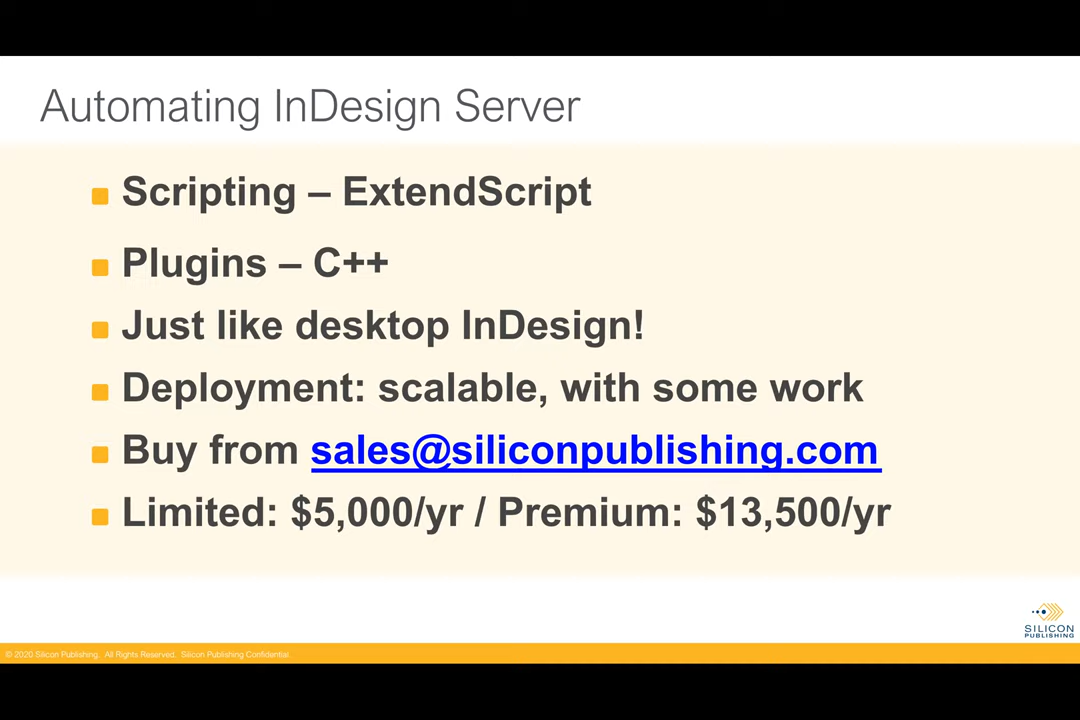 Automating InDesign Server
Scripting – ExtendScript
Plugins – C++
Just like desktop InDesign!
Deployment: scalable, with some work
Buy from sales@siliconpublishing.com
Limited: $5,000/yr / Premium: $13,500/yr
SILICON
PUBLISHING
© 2020 Silicon Publishing. All Rights Reserved. Silicon Publishing Confidential.